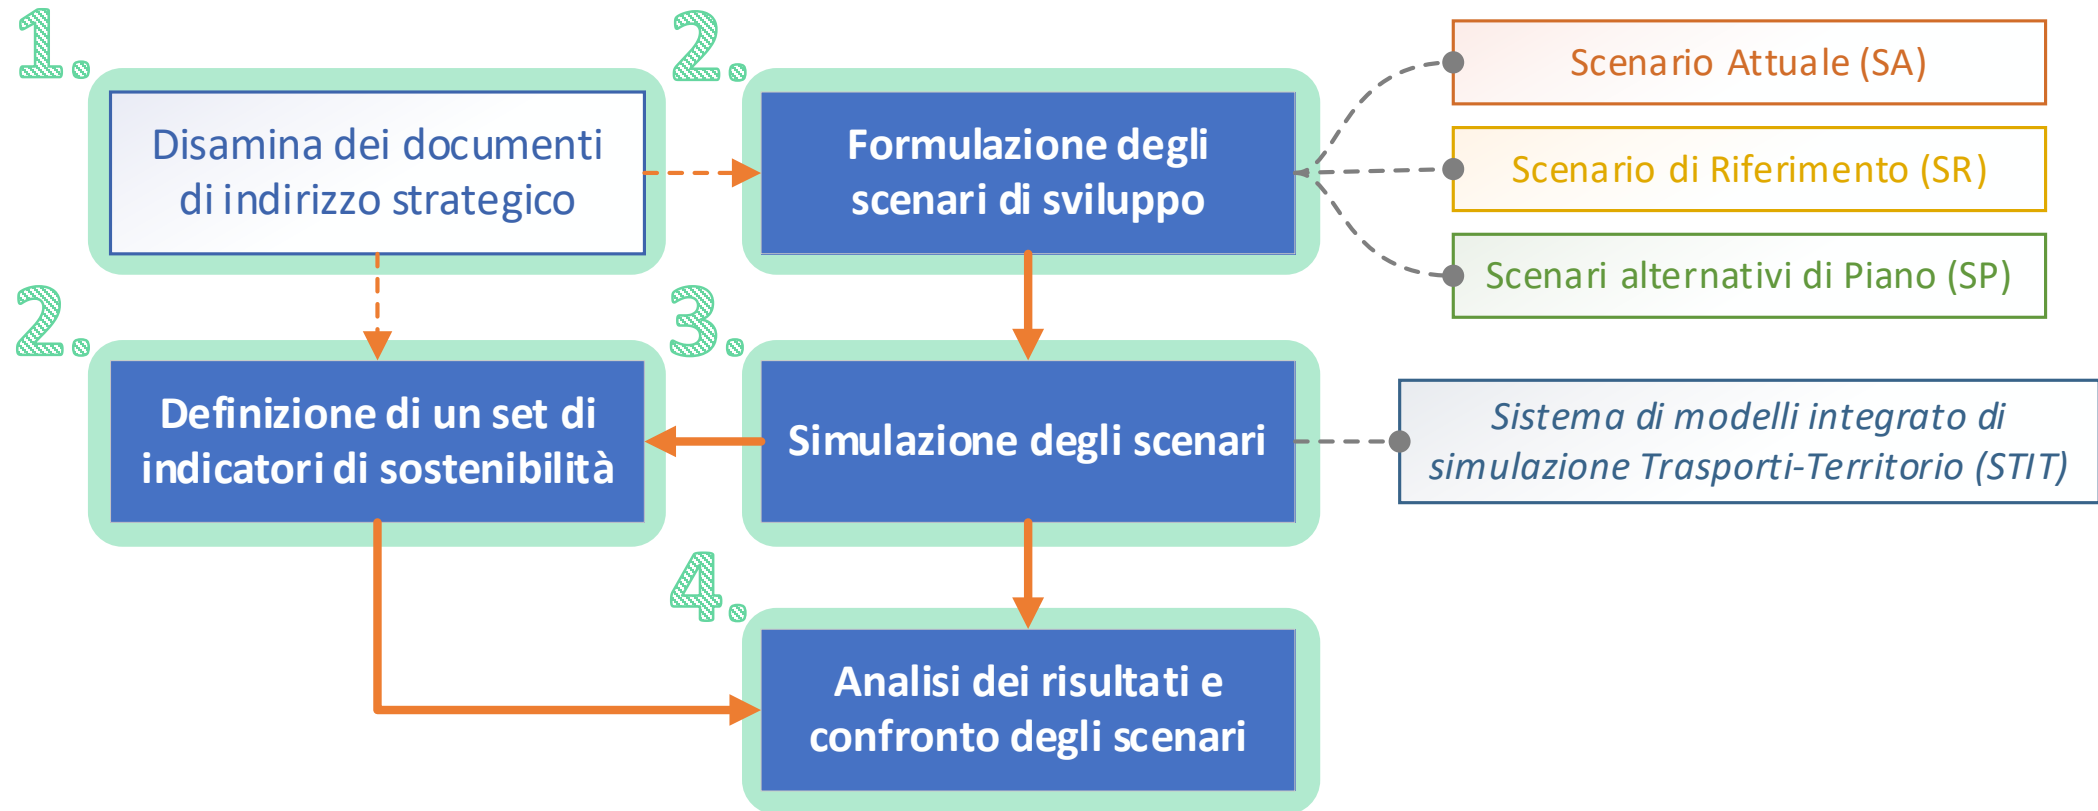 1.
Disamina dei documenti
di indirizzo strategico
2.
Formulazione degli
scenari di sviluppo
Scenario Attuale (SA)
Scenario di Riferimento (SR)
Scenari alternativi di Piano (SP)
2.
Definizione di un set di
indicatori di sostenibilità
3.
Simulazione degli scenari
Sistema di modelli integrato di
simulazione Trasporti-Territorio (STIT)
4.
Analisi dei risultati e
confronto degli scenari